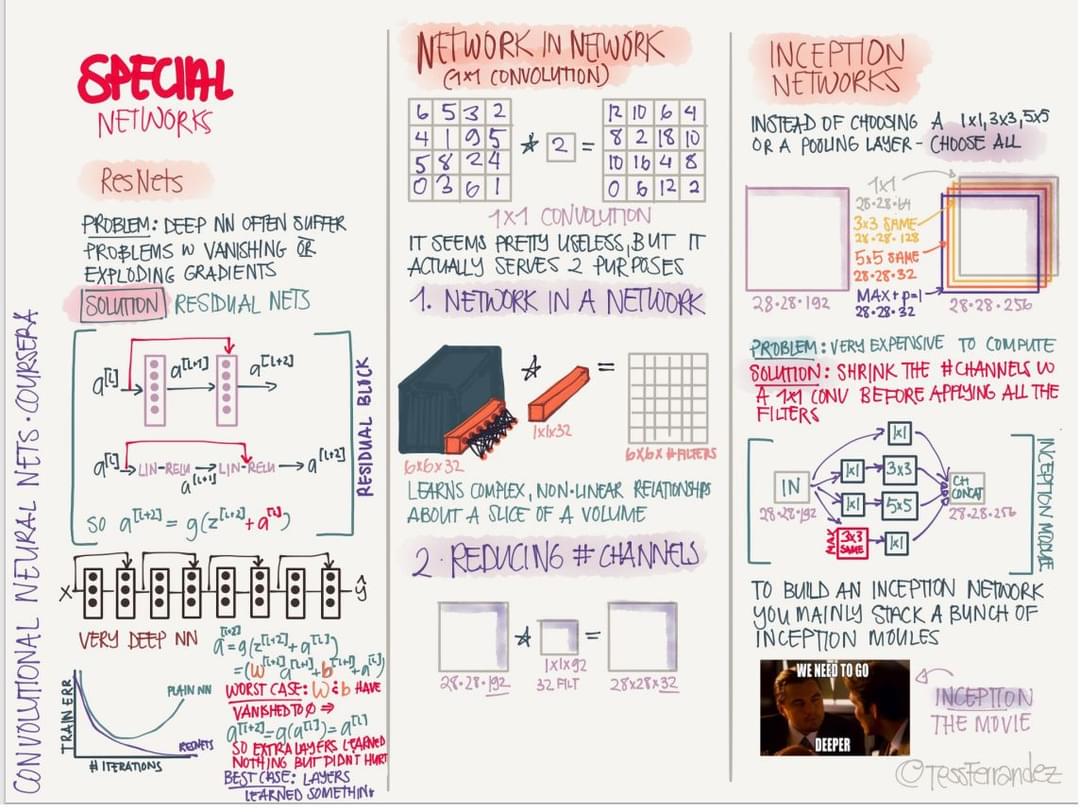 CONVOLUTIONAL NEURAL NETS · COURSERA
SPECIAL
NETWORKS
ResNets
PROBLEM: DEEP NN OFTEN SUFFER
PROBLEMS W VANISHING OR
EXPLODING GRADIENTS
SOLUTION RESIDUAL NETS
a[l] a[l+1] a[l+2]
a[l] LIN-RELU → LIN-RELU → a[l+2]
a[l+1]
SO a[l+2] = g(z[l+2] + a[l])
RESIDUAL BLOCK
X ŷ
VERY DEEP NN
a[l+2] = g(z[l+2] + a[l])
= (W[l+2] a[l+1] + b[l+2] + a[l])
WORST CASE: W & b HAVE
VANISHED TO 0 ⇒
a[l+2] = g(a[l]) = a[l]
SO EXTRA LAYERS LEARNED
NOTHING BUT DIDN'T HURT
BEST CASE: LAYERS
LEARNED SOMETHING
TRAIN ERR
PLAIN NN
RESNETS
# ITERATIONS
NETWORK IN NETWORK
(1x1 CONVOLUTION)
6 5 3 2 12 10 6 4
4 1 9 5 * 2 = 8 2 18 10
5 8 2 4 10 16 4 8
0 3 6 1 0 6 12 2
1x1 CONVOLUTION
IT SEEMS PRETTY USELESS, BUT IT
ACTUALLY SERVES 2 PURPOSES
1. NETWORK IN A NETWORK
* =
1x1x32
6x6x32
6x6x #FILTERS
LEARNS COMPLEX, NON-LINEAR RELATIONSHIPS
ABOUT A SLICE OF A VOLUME
2. REDUCING # CHANNELS
* =
1x1x92
28·28·192 32 FILT 28x28x32
INCEPTION
NETWORKS
INSTEAD OF CHOOSING A 1x1, 3x3, 5x5
OR A POOLING LAYER - CHOOSE ALL
1x1
28·28·64
3x3 SAME
28·28·128
5x5 SAME
28·28·32
MAX + p=1
28·28·32
28·28·192
28·28·256
PROBLEM: VERY EXPENSIVE TO COMPUTE
SOLUTION: SHRINK THE #CHANNELS W
A 1x1 CONV BEFORE APPLYING ALL THE
FILTERS
1x1
IN 1x1 3x3 CH
CONCAT
28·28·192 1x1 5x5 28·28·256
MAX 3x3
SAME 1x1
INCEPTION MODULE
TO BUILD AN INCEPTION NETWORK
YOU MAINLY STACK A BUNCH OF
INCEPTION MOULES
WE NEED TO GO
DEEPER
INCEPTION
THE MOVIE
©TessFerrandez